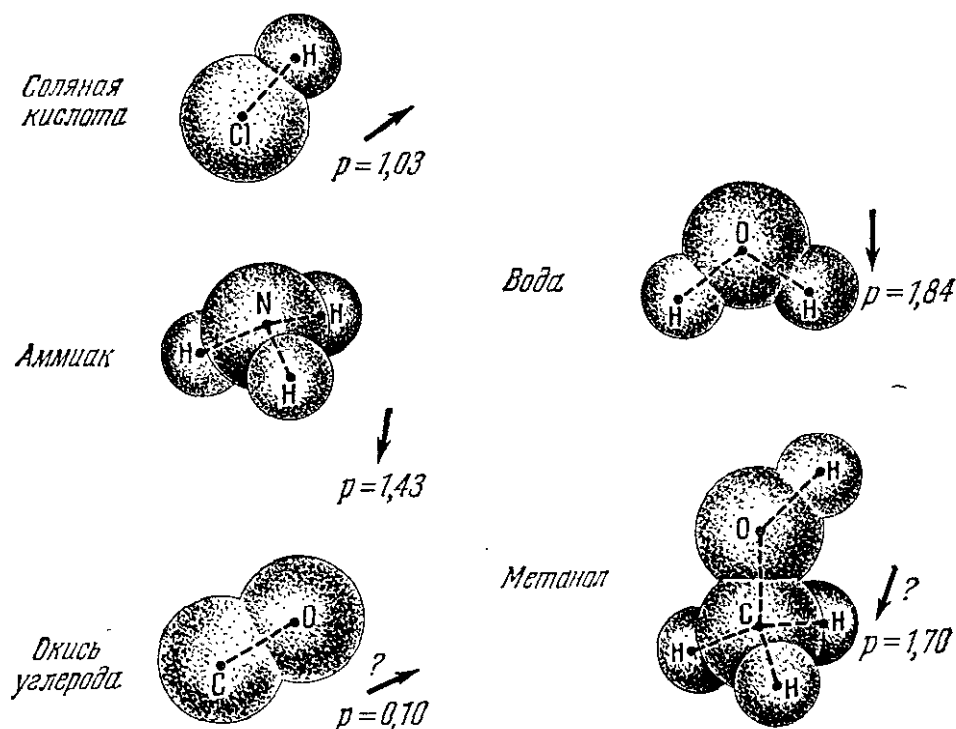 Соляная
кислота
Cl
H
p=1,03
Аммиак
N
H
H
H
p=1,43
Окись
углерода
C
O
?
p=0,10
Вода
O
H
H
p=1,84
Метанол
H
O
C
H
H
H
?
p=1,70